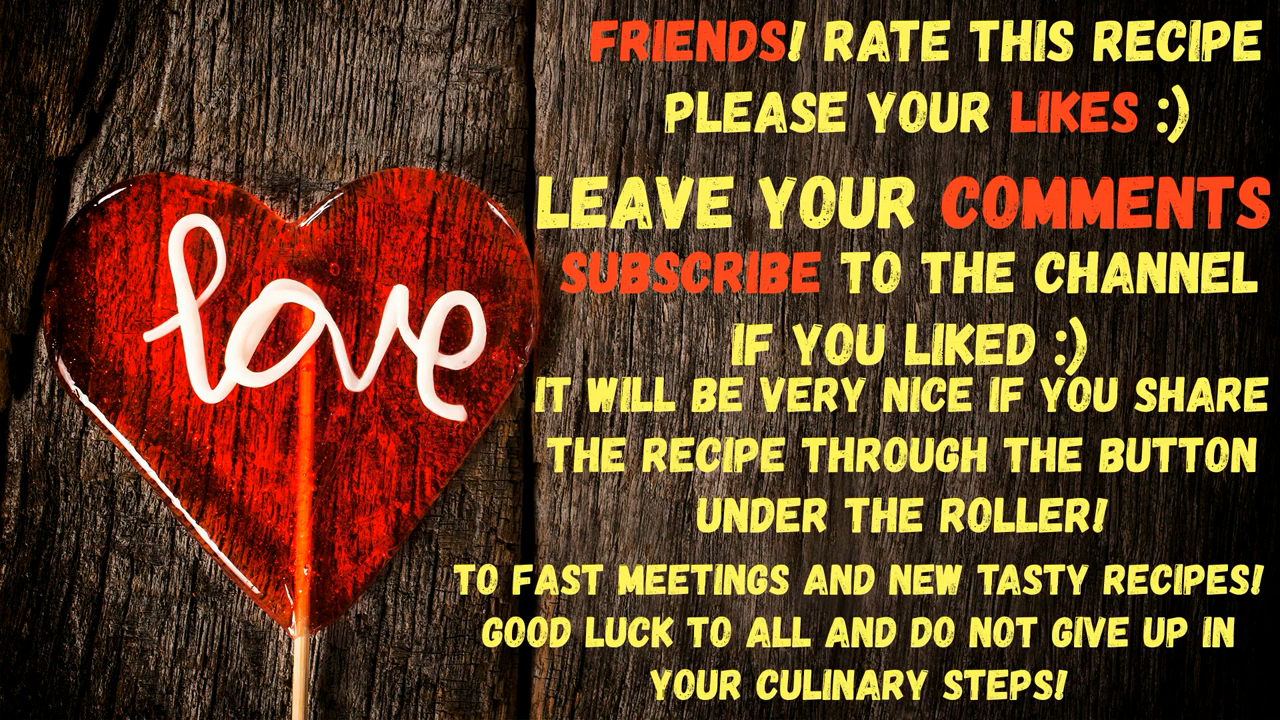 love
FRIENDS! RATE THIS RECIPE
PLEASE YOUR LIKES :)
LEAVE YOUR COMMENTS
SUBSCRIBE TO THE CHANNEL
IF YOU LIKED :)
IT WILL BE VERY NICE IF YOU SHARE
THE RECIPE THROUGH THE BUTTON
UNDER THE ROLLER!
TO FAST MEETINGS AND NEW TASTY RECIPES!
GOOD LUCK TO ALL AND DO NOT GIVE UP IN
YOUR CULINARY STEPS!